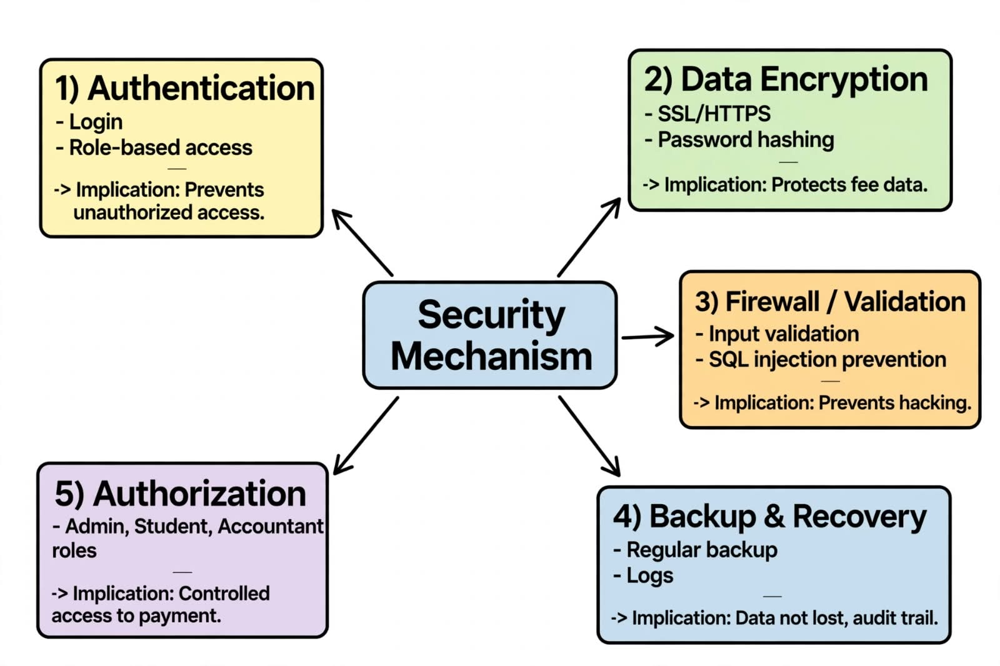 1) Authentication
- Login
- Role-based access
—
-> Implication: Prevents
unauthorized access.
2) Data Encryption
- SSL/HTTPS
- Password hashing
—
-> Implication: Protects fee data.
Security
Mechanism
3) Firewall / Validation
- Input validation
- SQL injection prevention
—
-> Implication: Prevents hacking.
5) Authorization
- Admin, Student, Accountant
roles
—
-> Implication: Controlled
access to payment.
4) Backup & Recovery
- Regular backup
- Logs
—
-> Implication: Data not lost, audit trail.